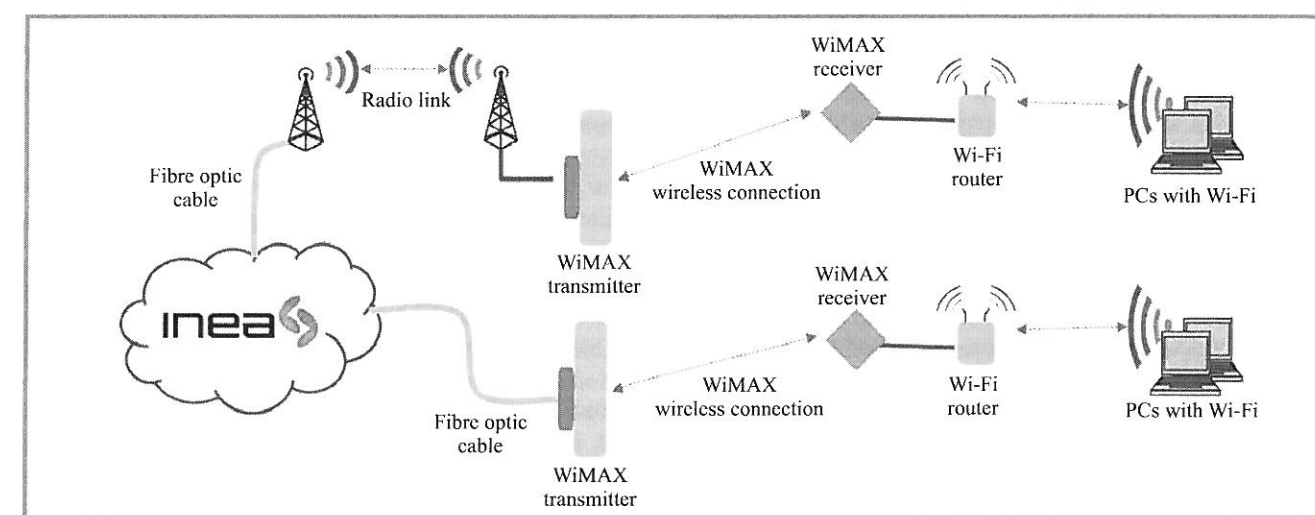 WiMAX
receiver
Radio link
Fibre optic
cable
WiMAX
wireless connection
Wi-Fi
router
PCs with Wi-Fi
WiMAX
transmitter
inea
WiMAX
receiver
WiMAX
wireless connection
Wi-Fi
router
PCs with Wi-Fi
Fibre optic
cable
WiMAX
transmitter